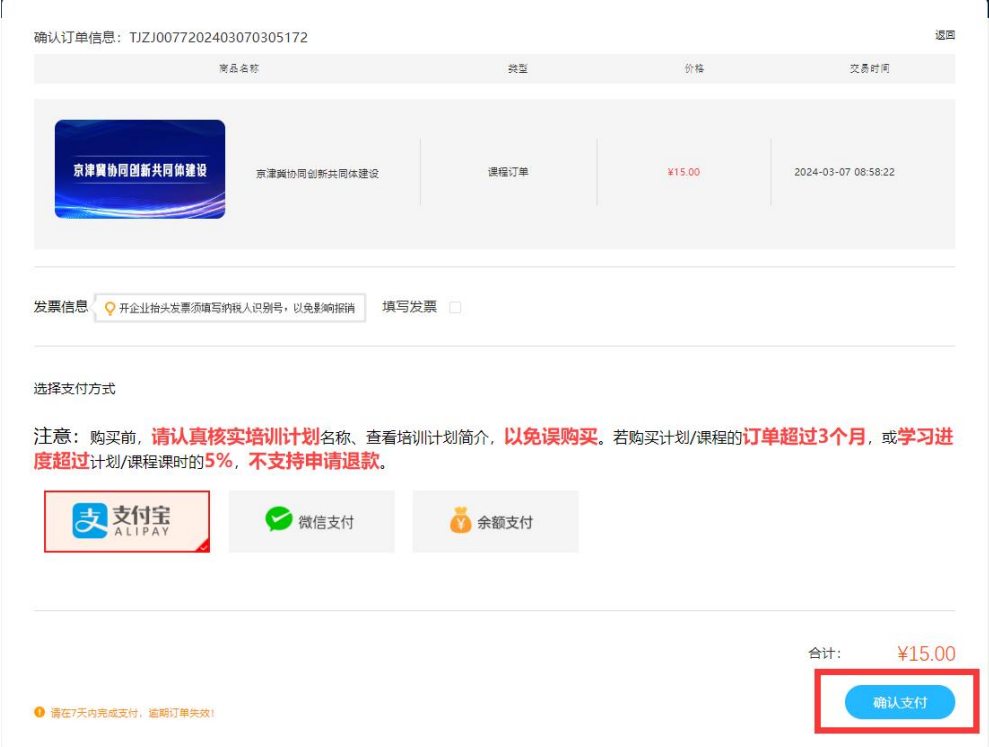 确认订单信息：TJZJ0077202403070305172
返回
商品名称 类型 价格 交易时间
京津冀协同创新共同体建设
京津冀协同创新共同体建设 课程订单 ¥15.00 2024-03-07 08:58:22
发票信息 开企业抬头发票须填写纳税人识别号，以免影响报销 填写发票
选择支付方式
注意：购买前，请认真核实培训计划名称、查看培训计划简介，以免误购买。若购买计划/课程的订单超过3个月，或学习进
度超过计划/课程课时的5%，不支持申请退款。
支付宝
ALIPAY
微信支付
余额支付
合计： ¥15.00
确认支付
请在7天内完成支付，逾期订单失效！